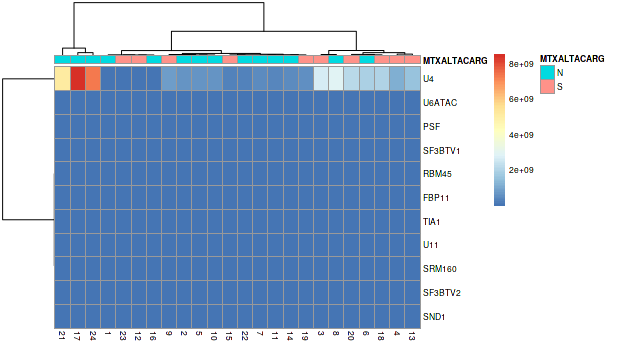 MTXALTACARG
U4
U6ATAC
PSF
SF3BTV1
RBM45
FBP11
TIA1
U11
SRM160
SF3BTV2
SND1
21 17 24 1 23 12 16 9 2 5 10 15 22 7 11 14 19 3 8 20 6 18 4 13
8e+09
6e+09
4e+09
2e+09
MTXALTACARG
N
S